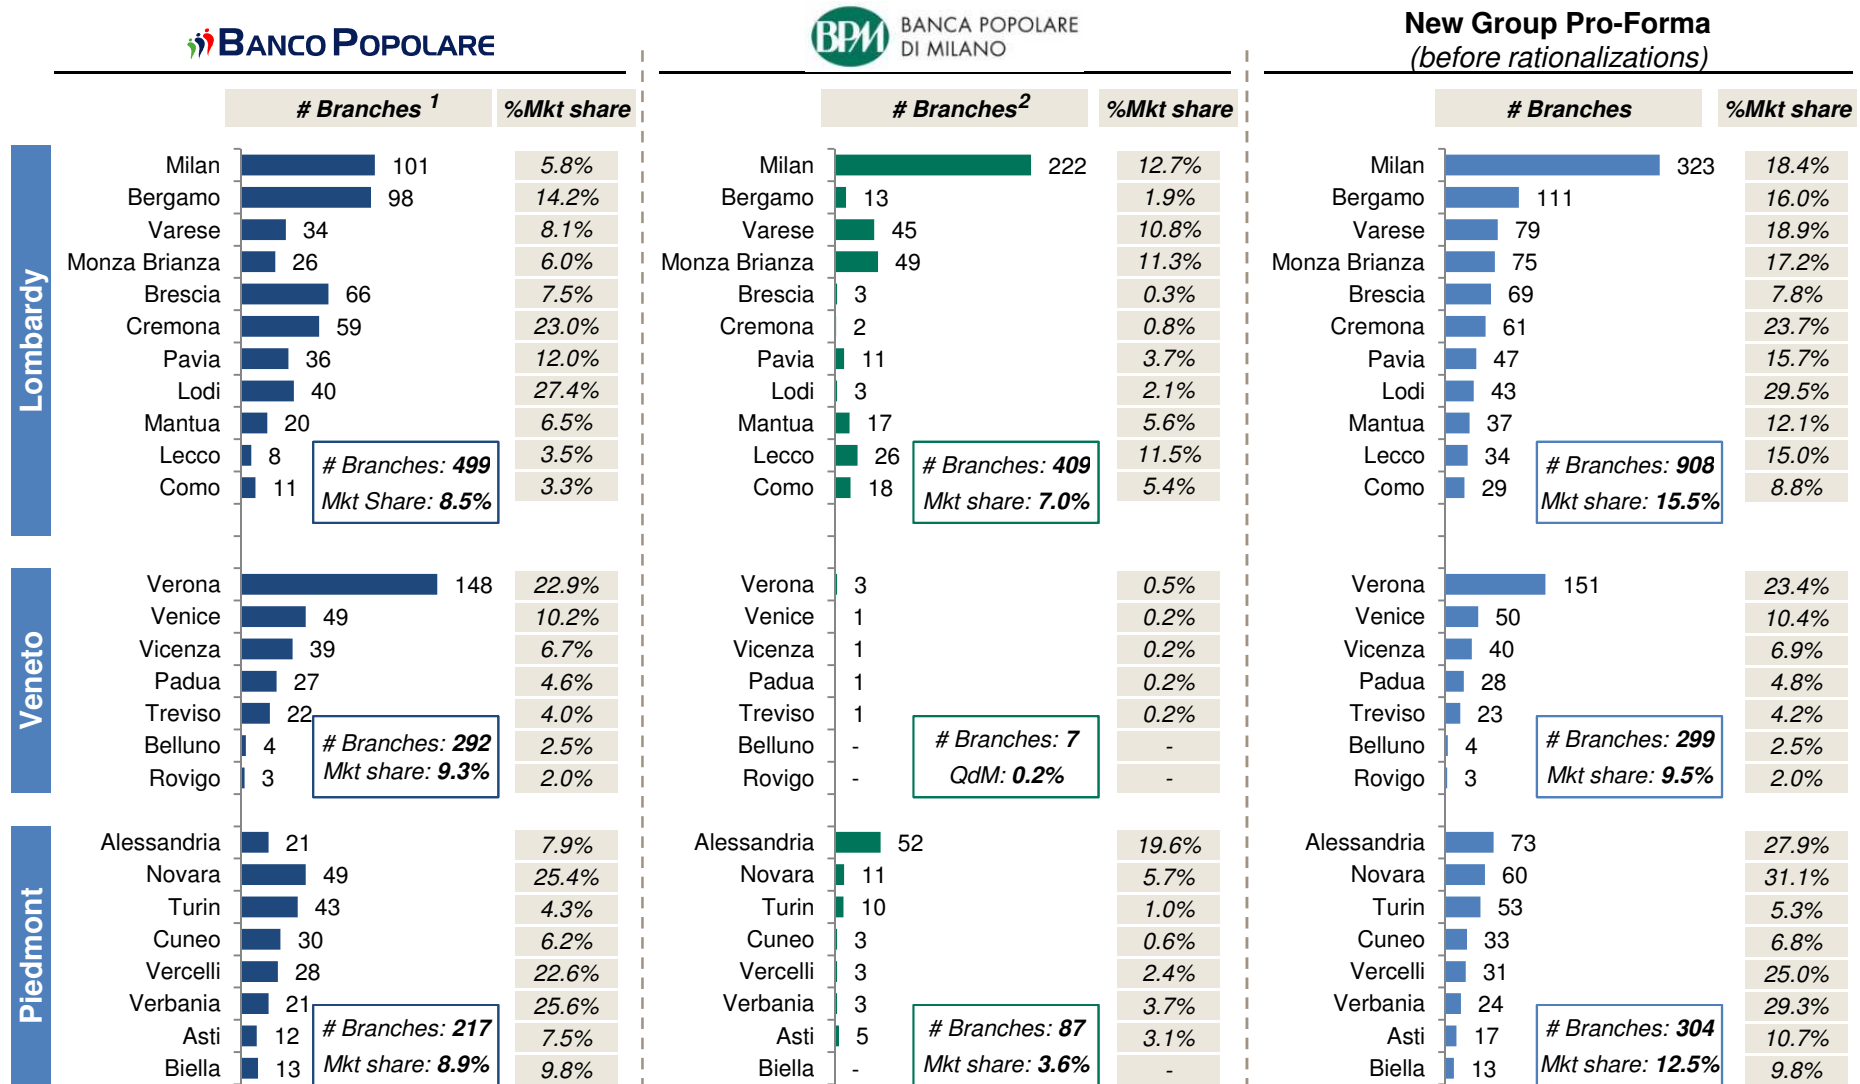 BANCO POPOLARE
BPM BANCA POPOLARE DI MILANO
New Group Pro-Forma
(before rationalizations)
# Branches 1 %Mkt share # Branches2 %Mkt share # Branches %Mkt share
Lombardy
Milan 101 5.8% Milan 222 12.7% Milan 323 18.4%
Bergamo 98 14.2% Bergamo 13 1.9% Bergamo 111 16.0%
Varese 34 8.1% Varese 45 10.8% Varese 79 18.9%
Monza Brianza 26 6.0% Monza Brianza 49 11.3% Monza Brianza 75 17.2%
Brescia 66 7.5% Brescia 3 0.3% Brescia 69 7.8%
Cremona 59 23.0% Cremona 2 0.8% Cremona 61 23.7%
Pavia 36 12.0% Pavia 11 3.7% Pavia 47 15.7%
Lodi 40 27.4% Lodi 3 2.1% Lodi 43 29.5%
Mantua 20 6.5% Mantua 17 5.6% Mantua 37 12.1%
Lecco 8 3.5% Lecco 26 11.5% Lecco 34 15.0%
Como 11 3.3% Como 18 5.4% Como 29 8.8%
# Branches: 499 # Branches: 409 # Branches: 908
Mkt Share: 8.5% Mkt share: 7.0% Mkt share: 15.5%
Veneto
Verona 148 22.9% Verona 3 0.5% Verona 151 23.4%
Venice 49 10.2% Venice 1 0.2% Venice 50 10.4%
Vicenza 39 6.7% Vicenza 1 0.2% Vicenza 40 6.9%
Padua 27 4.6% Padua 1 0.2% Padua 28 4.8%
Treviso 22 4.0% Treviso 1 0.2% Treviso 23 4.2%
Belluno 4 2.5% Belluno - - Belluno 4 2.5%
Rovigo 3 2.0% Rovigo - - Rovigo 3 2.0%
# Branches: 292 # Branches: 7 # Branches: 299
Mkt share: 9.3% QdM: 0.2% Mkt share: 9.5%
Piedmont
Alessandria 21 7.9% Alessandria 52 19.6% Alessandria 73 27.9%
Novara 49 25.4% Novara 11 5.7% Novara 60 31.1%
Turin 43 4.3% Turin 10 1.0% Turin 53 5.3%
Cuneo 30 6.2% Cuneo 3 0.6% Cuneo 33 6.8%
Vercelli 28 22.6% Vercelli 3 2.4% Vercelli 31 25.0%
Verbania 21 25.6% Verbania 3 3.7% Verbania 24 29.3%
Asti 12 7.5% Asti 5 3.1% Asti 17 10.7%
Biella 13 9.8% Biella - - Biella 13 9.8%
# Branches: 217 # Branches: 87 # Branches: 304
Mkt share: 8.9% Mkt share: 3.6% Mkt share: 12.5%